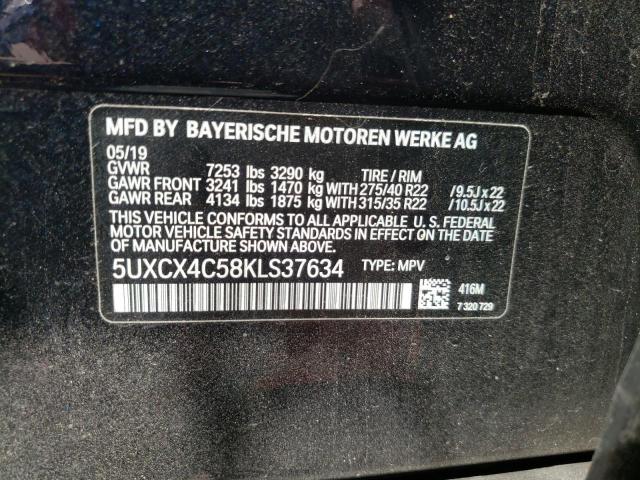 MFD BY BAYERISCHE MOTOREN WERKE AG
05/19
GVWR 7253 lbs 3290 kg TIRE / RIM
GAWR FRONT 3241 lbs 1470 kg WITH 275/40 R22 /9.5J x 22
GAWR REAR 4134 lbs 1875 kg WITH 315/35 R22 /10.5J x 22
THIS VEHICLE CONFORMS TO ALL APPLICABLE U. S. FEDERAL
MOTOR VEHICLE SAFETY STANDARDS IN EFFECT ON THE DATE OF
MANUFACTURE SHOWN ABOVE.
5UXCX4C58KLS37634 TYPE: MPV
416M
7 320 729